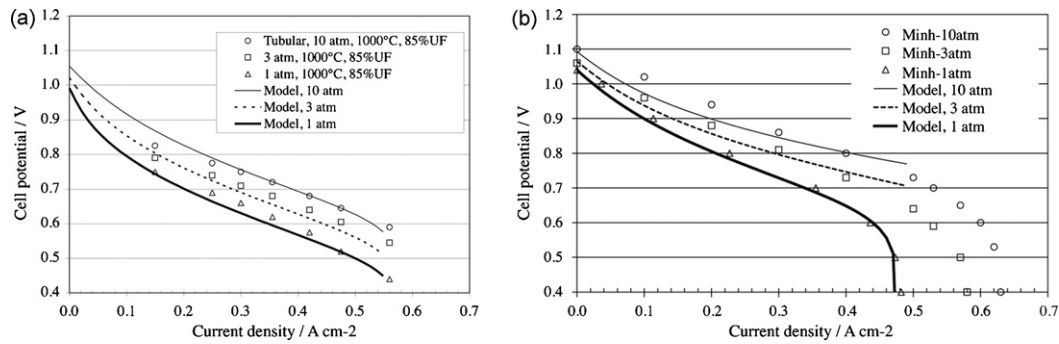 (a)
1.2
1.1
1.0
0.9
0.8
0.7
0.6
0.5
0.4
Cell potential / V
Tubular, 10 atm, 1000°C, 85%UF
3 atm, 1000°C, 85%UF
1 atm, 1000°C, 85%UF
Model, 10 atm
Model, 3 atm
Model, 1 atm
0.0 0.1 0.2 0.3 0.4 0.5 0.6 0.7
Current density / A cm-2
(b)
1.2
1.1
1.0
0.9
0.8
0.7
0.6
0.5
0.4
Cell potential / V
Minh-10atm
Minh-3atm
Minh-1atm
Model, 10 atm
Model, 3 atm
Model, 1 atm
0 0.1 0.2 0.3 0.4 0.5 0.6 0.7
Current density / A cm-2